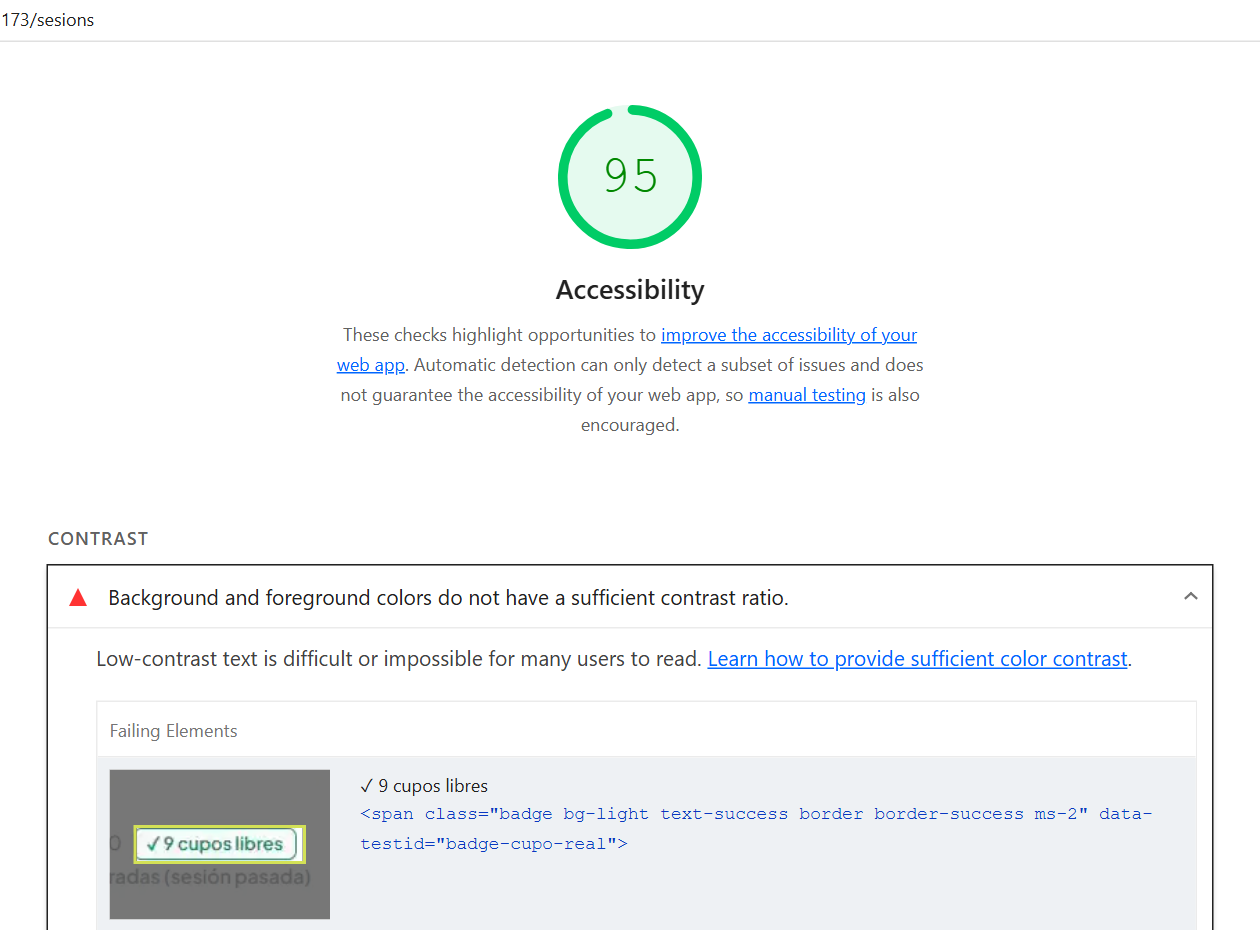 173/sesions
95
Accessibility
These checks highlight opportunities to improve the accessibility of your
web app. Automatic detection can only detect a subset of issues and does
not guarantee the accessibility of your web app, so manual testing is also
encouraged.
CONTRAST
Background and foreground colors do not have a sufficient contrast ratio.
Low-contrast text is difficult or impossible for many users to read. Learn how to provide sufficient color contrast.
Failing Elements
✓ 9 cupos libres
<span class="badge bg-light text-success border border-success ms-2" data-
testid="badge-cupo-real">
0 ✓ 9 cupos libres
radas (sesión pasada)